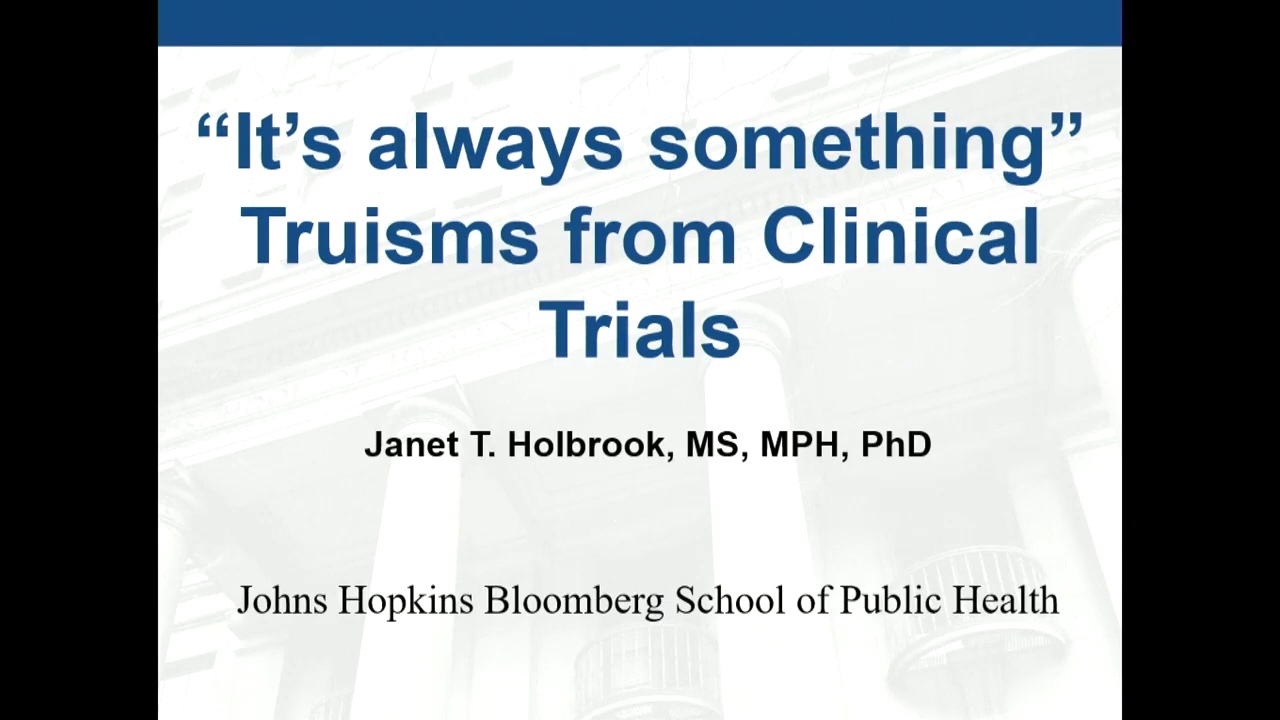 “It’s always something”
Truisms from Clinical
Trials
Janet T. Holbrook, MS, MPH, PhD
Johns Hopkins Bloomberg School of Public Health